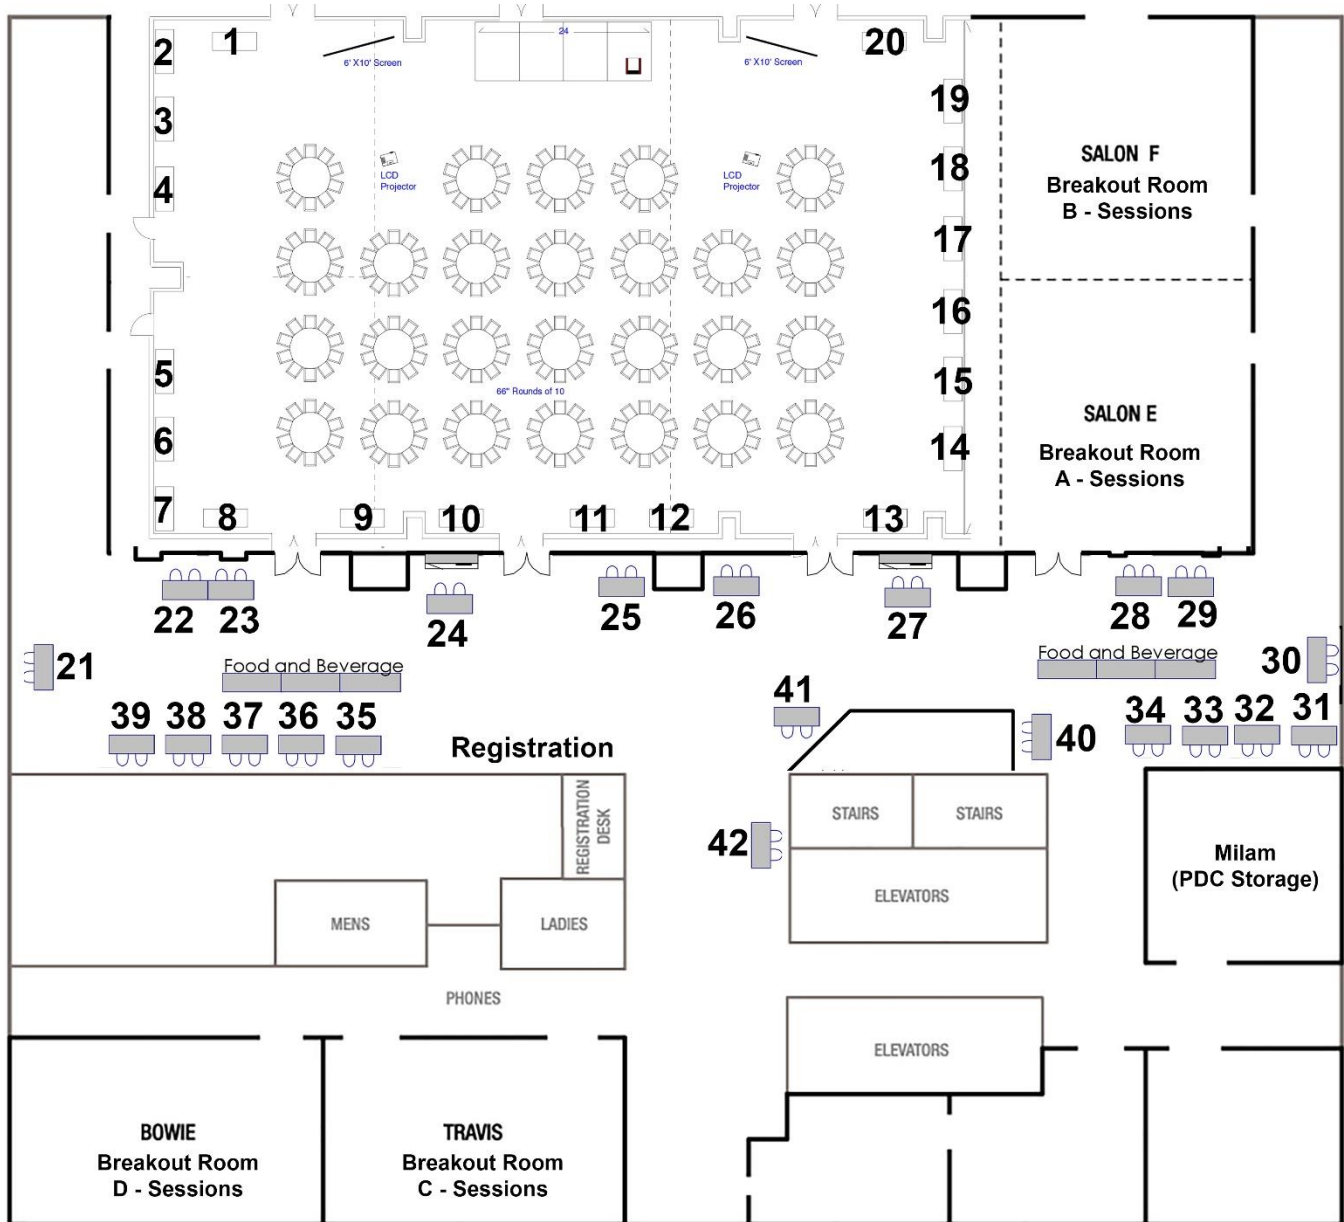 1
20
2
24
6' X10' Screen
6' X10' Screen
3
19
4
LCD
Projector
LCD
Projector
18
SALON F
Breakout Room
B - Sessions
17
16
5
15
66" Rounds of 10
6
14
SALON E
Breakout Room
A - Sessions
7
8
9
10
11
12
13
22
23
24
25
26
27
28
29
21
Food and Beverage
Food and Beverage
30
39
38
37
36
35
41
40
34
33
32
31
Registration
REGISTRATION
DESK
STAIRS
STAIRS
42
Milam
(PDC Storage)
MENS
LADIES
ELEVATORS
PHONES
ELEVATORS
BOWIE
Breakout Room
D - Sessions
TRAVIS
Breakout Room
C - Sessions